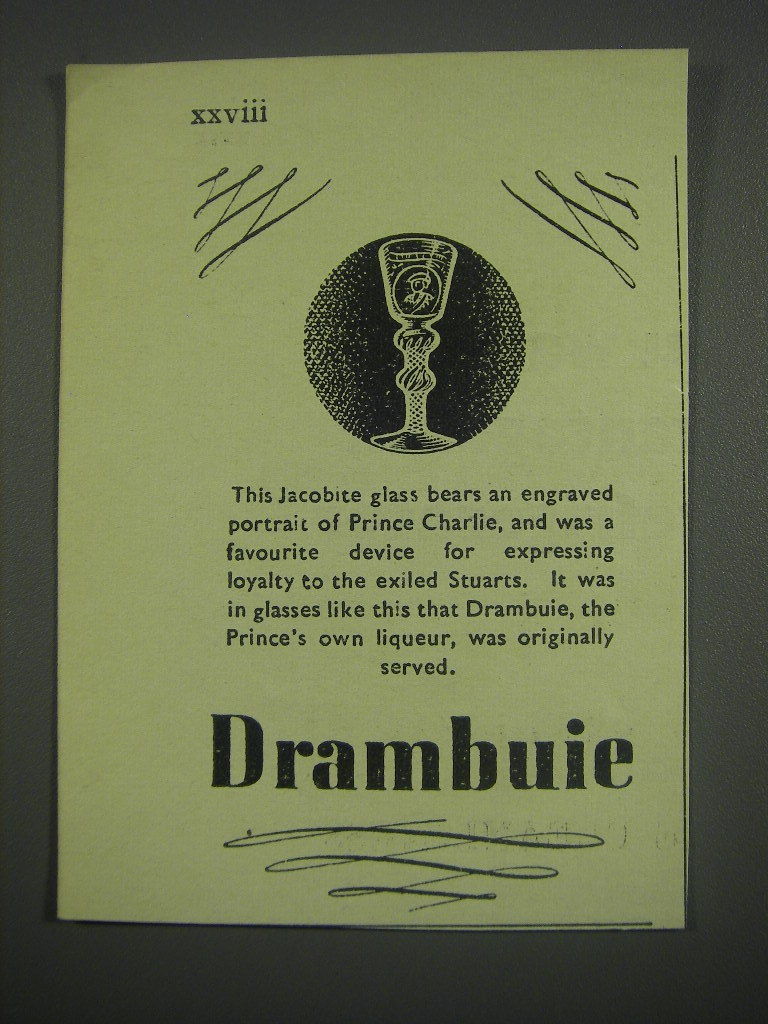 xxviii
This Jacobite glass bears an engraved
portrait of Prince Charlie, and was a
favourite device for expressing
loyalty to the exiled Stuarts. It was
in glasses like this that Drambuie, the
Prince's own liqueur, was originally
served.
Drambuie